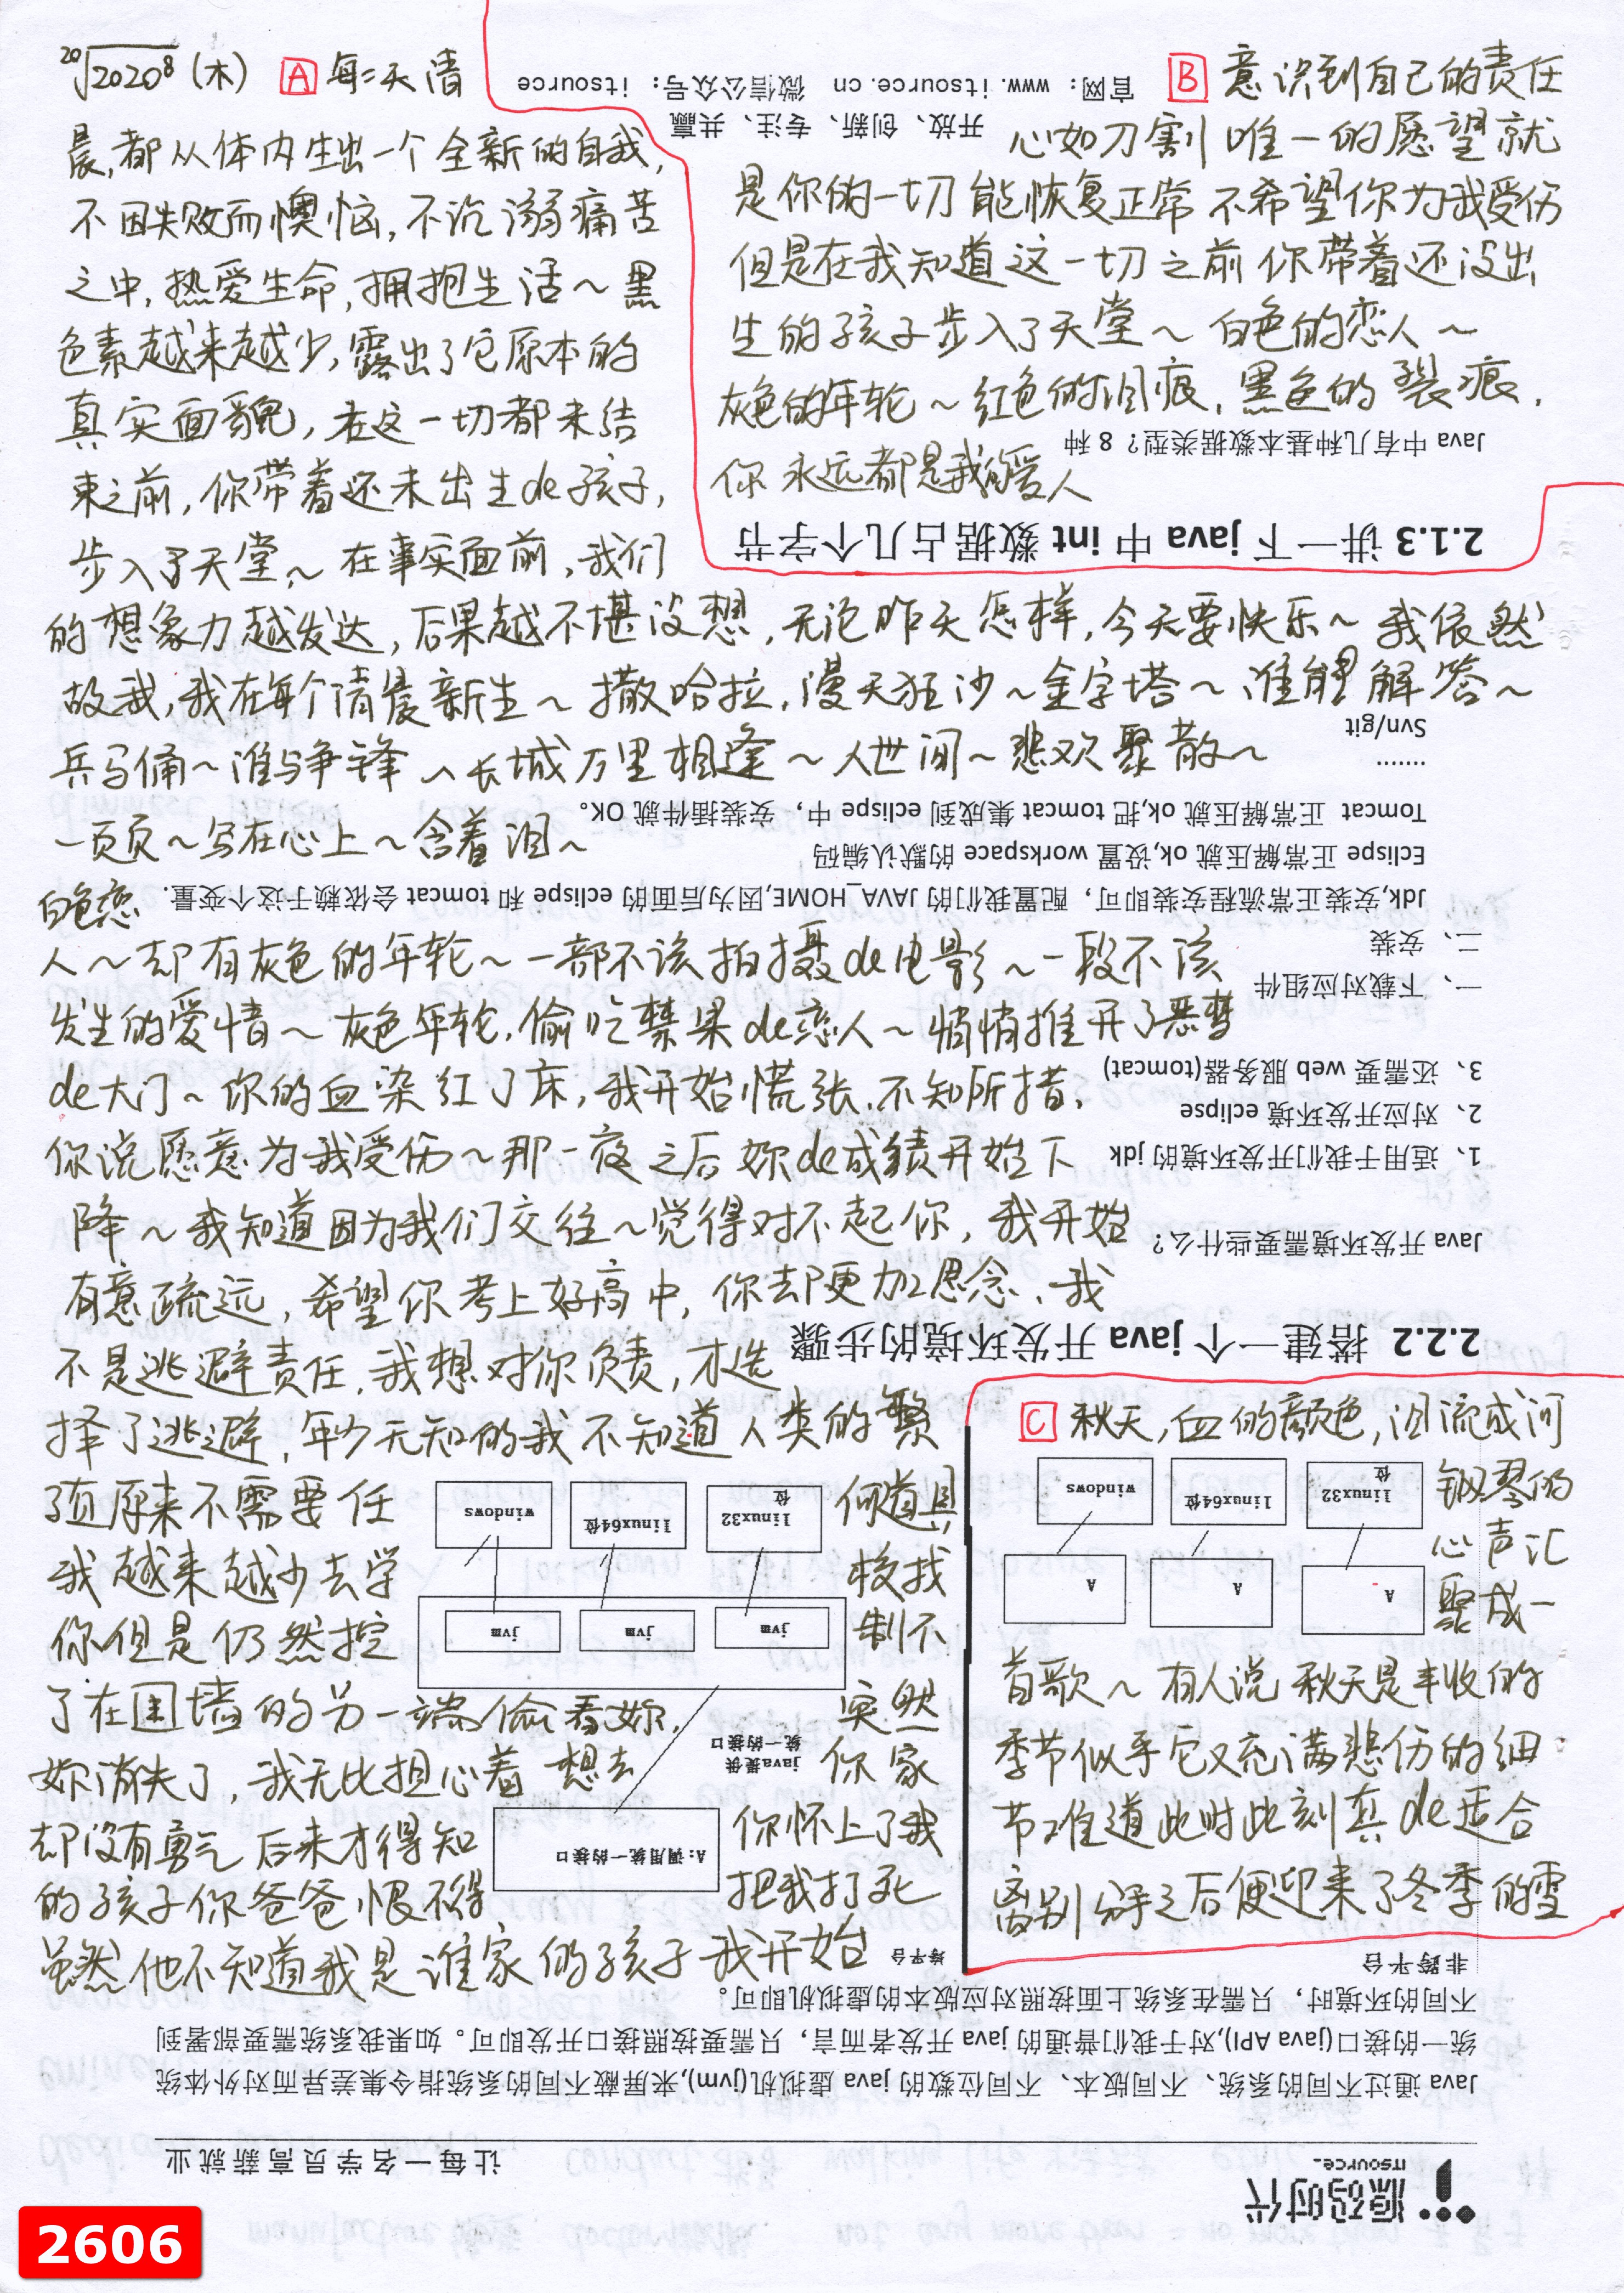 20√2020⁸ (木) A 每天清
晨,都从体内生出一个全新的自我,
不因失败而懊恼,不沉溺痛苦
之中,热爱生命,拥抱生活~黑
色素越来越少,露出了它原本的
真实面貌,在这一切都未结
束之前,你带着还未出生de孩子,
步入了天堂~在事实面前,我们
的想象力越发达,后果越不堪设想,无论昨天怎样,今天要快乐~我依然
故我,我在每个清晨新生~撒哈拉,漫天狂沙~金字塔~谁能解答~
兵马俑~谁与争锋~长城万里相逢~人世间~悲欢聚散~
一页页~写在心上~含着泪~
白色恋
人~却有灰色的年轮~一部不该拍摄de电影~一段不该
发生的爱情~灰色年轮,偷吃禁果de恋人~悄悄推开了恶梦
de大门~你的血染红了床,我开始慌张,不知所措,
你说愿意为我受伤~那一夜之后妳de成绩开始下
降~我知道因为我们交往~觉得对不起你,我开始
有意疏远,希望你考上好高中,你却更加思念、我
不是逃避责任,我想对你负责,才选
择了逃避,年少无知的我不知道人类的繁
殖原来不需要任何道具
我越来越少去学校找
你但是仍然控制不
了在围墙的另一端偷看妳,突然
妳消失了,我无比担心着想去你家
却没有勇气后来才得知你怀上了我
的孩子你爸爸恨不得把我打死
虽然他不知道我是谁家的孩子我开始
B 意识到自己的责任
心如刀割唯一的愿望就
是你的一切能恢复正常不希望你为我受伤
但是在我知道这一切之前你带着还没出
生的孩子步入了天堂~白色的恋人~
灰色的年轮~红色的泪痕,黑色的裂痕,
你永远都是我的爱人
C 秋天,血的颜色,泪流成河
钢琴的
心声汇
聚成一
首歌~有人说秋天是丰收的
季节似乎它又充满悲伤的细
节难道此时此刻真de适合
离别分手之后便迎来了冬季的雪
源码时代
ITSOURCE
让每一名学员高薪就业
Java 通过不同的系统、不同版本、不同位数的 java 虚拟机(jvm),来屏蔽不同的系统指令集差异而对外体统
统一的接口(java API),对于我们普通的 java 开发者而言,只需要按照接口开发即可。如果我系统需要部署到
不同的环境时,只需在系统上面按照对应版本的虚拟机即可。
非跨平台
跨平台
A:调用统一的接口
java提供
统一的接口
jvm
jvm
jvm
linux32位
linux64位
windows
A
A
A
linux32位
linux64位
windows
2.2.2 搭建一个 java 开发环境的步骤
Java 开发环境需要些什么?
1、适用于我们开发环境的 jdk
2、对应开发环境 eclipse
3、还需要 web 服务器(tomcat)
一、下载对应组件
二、安装
Jdk,安装正常流程安装即可,配置我们的 JAVA_HOME,因为后面的 eclispe 和 tomcat 会依赖于这个变量.
Eclispe 正常解压就 ok,设置 workspace 的默认编码
Tomcat 正常解压就 ok,把 tomcat 集成到 eclispe 中,安装插件就 OK。
.......
Svn/git
2.1.3 讲一下 java 中 int 数据占几个字节
Java 中有几种基本数据类型?8 种
开放、创新、专注、共赢
官网:www.itsource.cn 微信公众号:itsource
2606